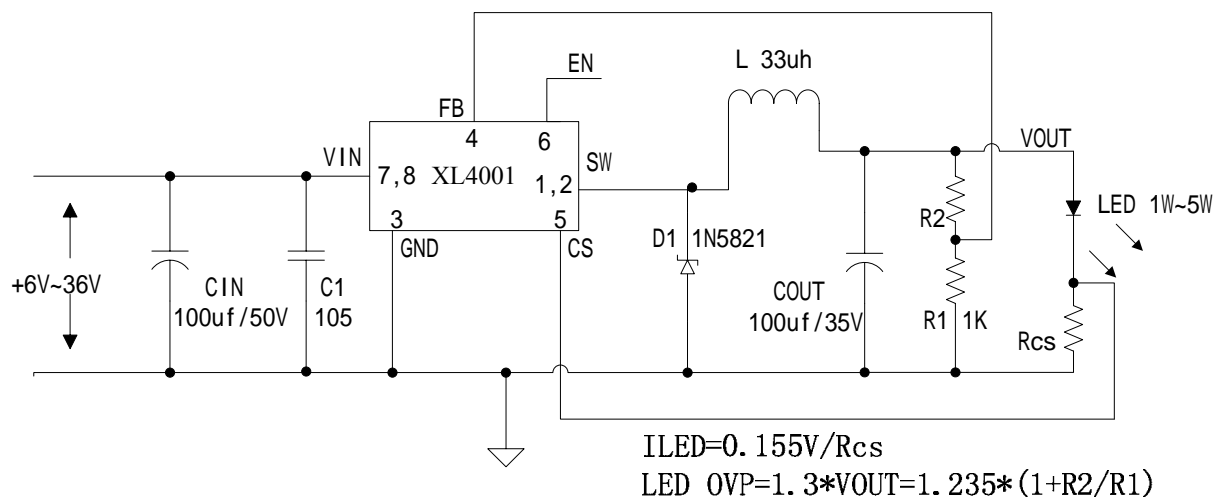 L 33uh
EN
FB
4
6
VOUT
VIN
SW
7,8
XL4001
1,2
R2
LED 1W~5W
3
5
GND
CS
D1
1N5821
+6V~36V
CIN
100uf/50V
C1
105
COUT
100uf/35V
R1
1K
Rcs
ILED=0.155V/Rcs
LED OVP=1.3*VOUT=1.235*(1+R2/R1)